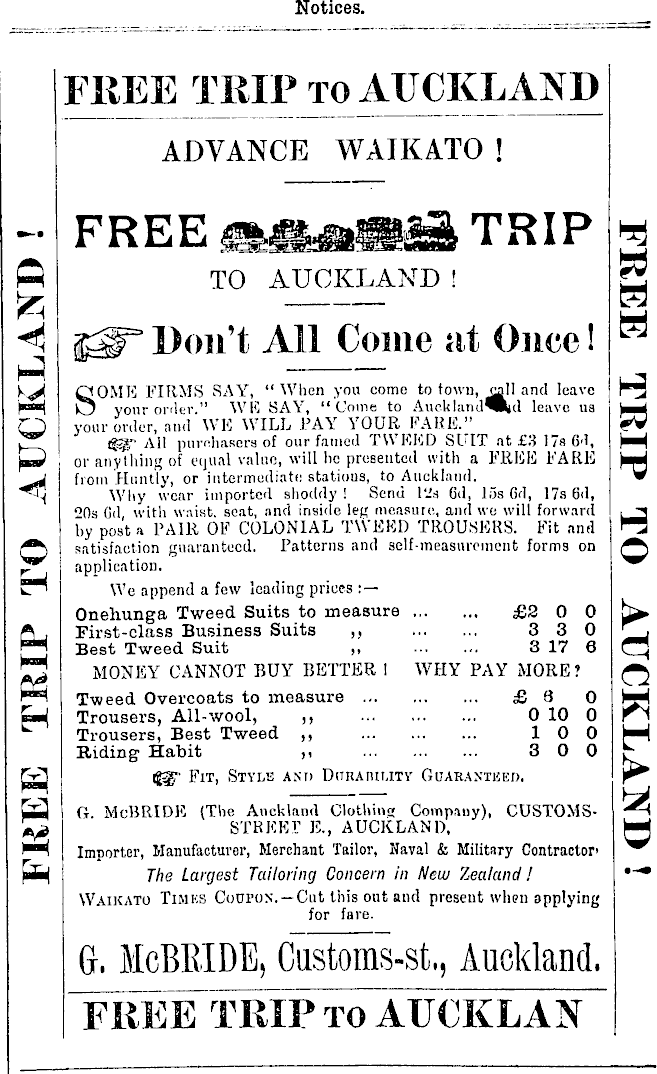 Notices.
FREE TRIP TO AUCKLAND
ADVANCE WAIKATO !
FREE TRIP
TO AUCKLAND !
Don't All Come at Once!
SOME FIRMS SAY, "When you come to town, call and leave
your order." WE SAY, "Come to Auckland leave us
your order, and WE WILL PAY YOUR FARE."
All purchasers of our famed TWEED SUIT at £3 17s 6d,
or anything of equal value, will be presented with a FREE FARE
from Huntly, or intermediate stations, to Auckland.
Why wear imported shoddy ! Send 12s 6d, 15s 6d, 17s 6d,
20s 6d, with waist, seat, and inside leg measure, and we will forward
by post a PAIR OF COLONIAL TWEED TROUSERS. Fit and
satisfaction guaranteed. Patterns and self-measurement forms on
application.
We append a few leading prices :—
Onehunga Tweed Suits to measure ... ... £2 0 0
First-class Business Suits ,, ... ... 3 3 0
Best Tweed Suit ,, ... ... 3 17 6
MONEY CANNOT BUY BETTER ! WHY PAY MORE?
Tweed Overcoats to measure ... ... ... £ 0
Trousers, All-wool, ,, ... ... ... 0 10 0
Trousers, Best Tweed ,, ... ... ... 1 0 0
Riding Habit ,, ... ... ... 3 0 0
FIT, STYLE AND DURABILITY GUARANTEED.
G. McBRIDE (The Auckland Clothing Company), CUSTOMS-
STREET E., AUCKLAND,
Importer, Manufacturer, Merchant Tailor, Naval & Military Contractor
The Largest Tailoring Concern in New Zealand !
WAIKATO TIMES COUPON.—Cut this out and present when applying
for fare.
G. McBRIDE, Customs-st., Auckland.
FREE TRIP TO AUCKLAN
FREE TRIP TO AUCKLAND !
FREE TRIP TO AUCKLAND !